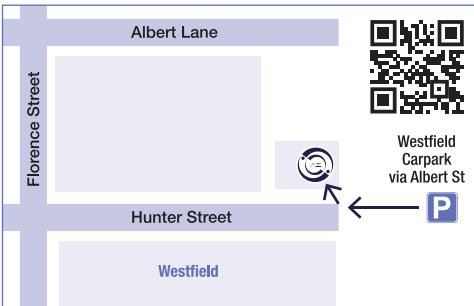 Albert Lane
Florence Street
Westfield
Carpark
via Albert St
P
Hunter Street
Westfield